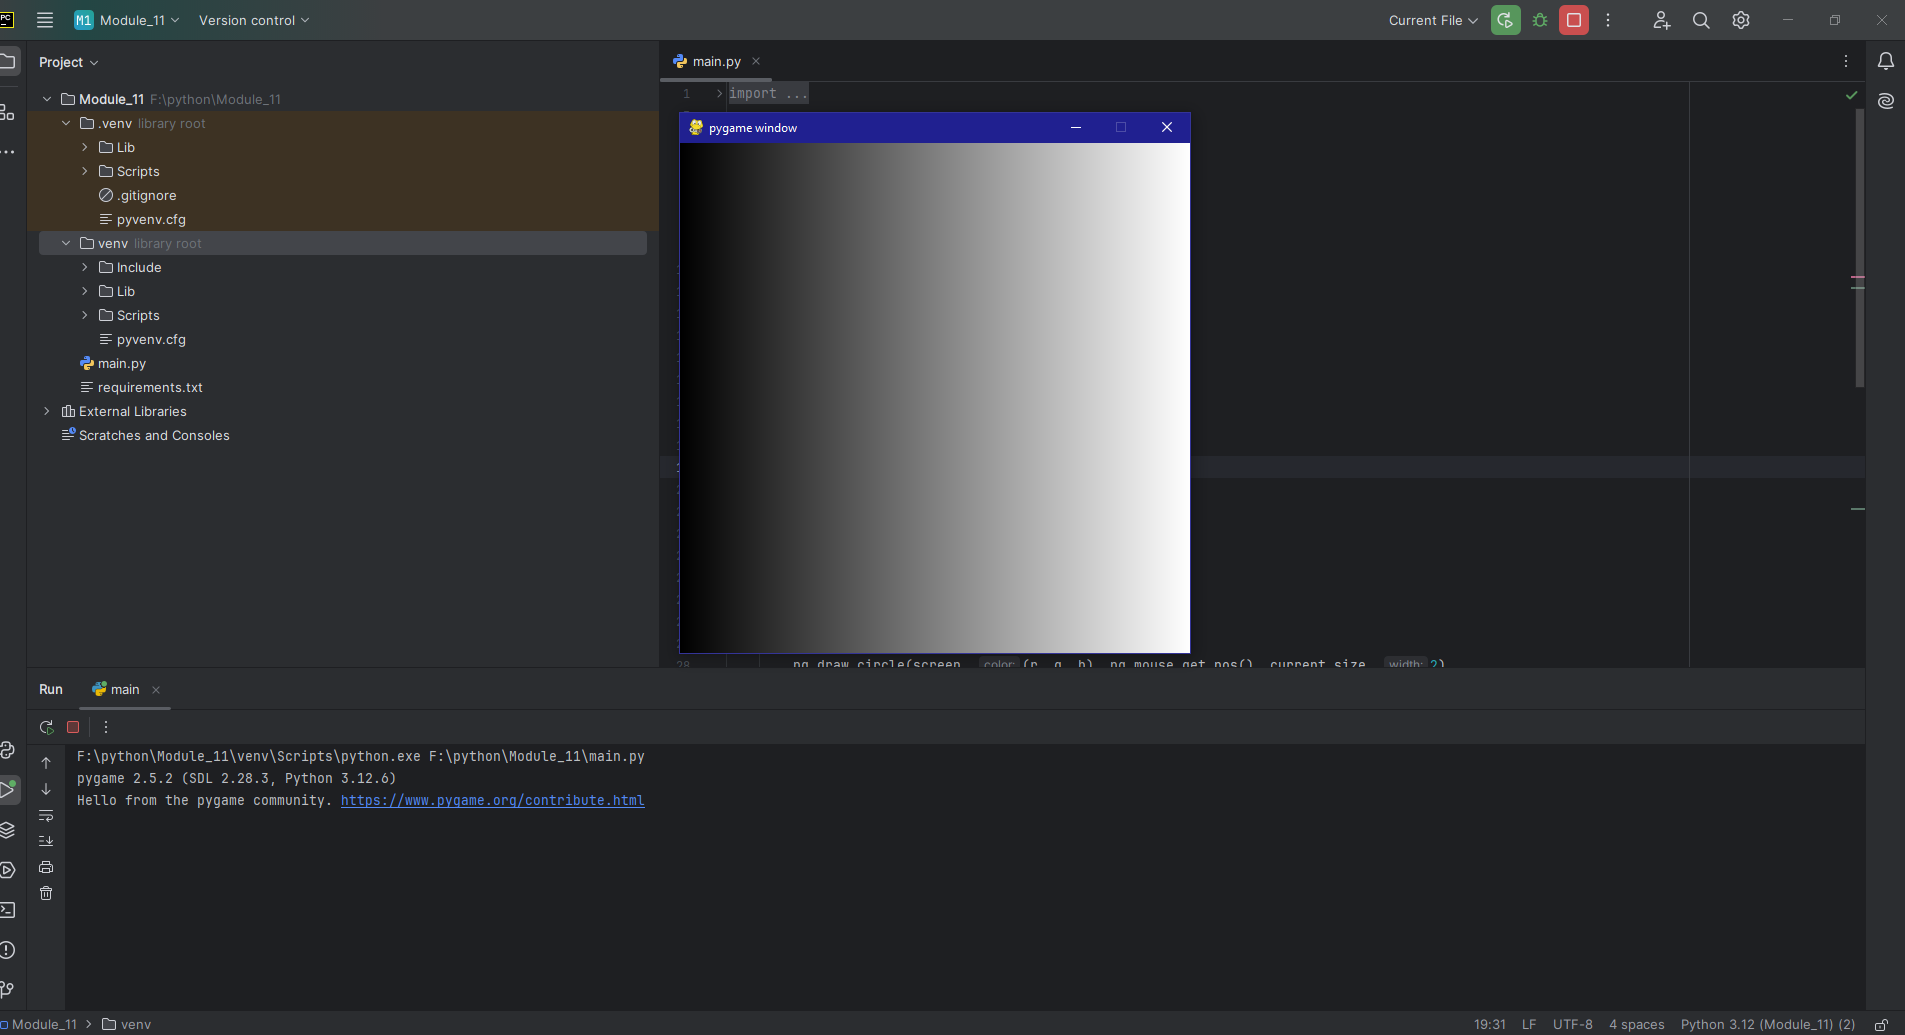 PC
M1 Module_11 Version control Current File
Project
main.py
Module_11 F:\python\Module_11
.venv library root
Lib
Scripts
.gitignore
pyvenv.cfg
venv library root
Include
Lib
Scripts
pyvenv.cfg
main.py
requirements.txt
External Libraries
Scratches and Consoles
1 import ...
pygame window
28 pg.draw.circle(screen, color: (r, g, b), pg.mouse.get_pos(), current_size, width: 2)
Run main
F:\python\Module_11\venv\Scripts\python.exe F:\python\Module_11\main.py
pygame 2.5.2 (SDL 2.28.3, Python 3.12.6)
Hello from the pygame community. https://www.pygame.org/contribute.html
Module_11 > venv 19:31 LF UTF-8 4 spaces Python 3.12 (Module_11) (2)